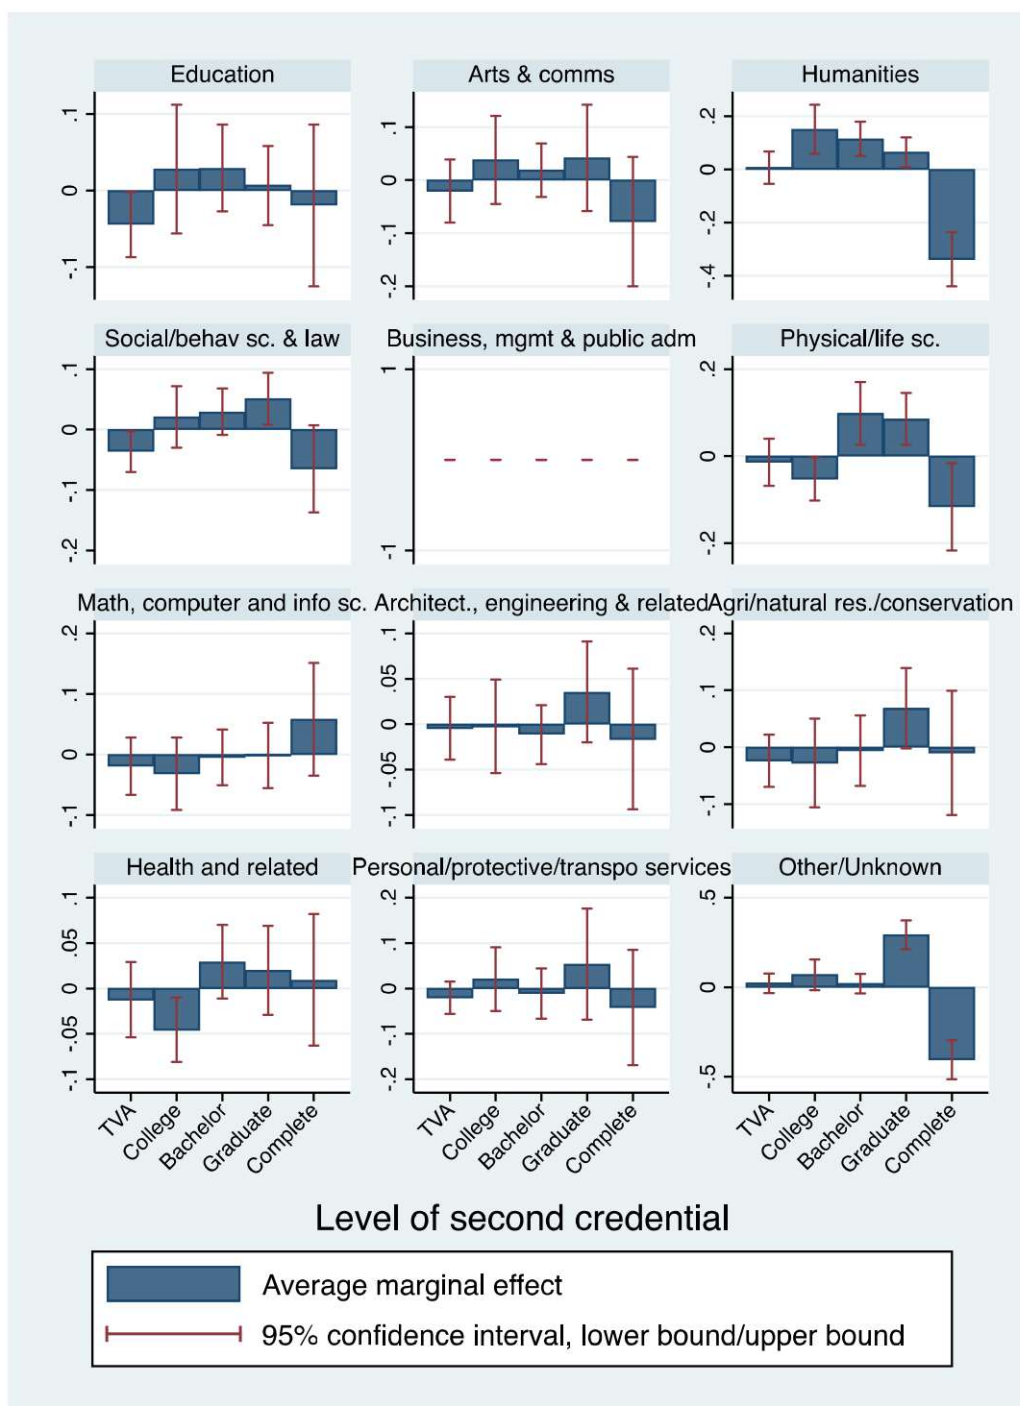 Education
.1
0
-.1
Arts & comms
.1
0
-.1
-.2
Humanities
.2
0
-.2
-.4
Social/behav sc. & law
.1
0
-.1
-.2
Business, mgmt & public adm
1
-1
Physical/life sc.
.2
0
-.2
Math, computer and info sc.
.2
.1
0
-.1
Architect., engineering & related
.1
.05
0
-.05
-.1
Agri/natural res./conservation
.2
.1
0
-.1
Health and related
.1
.05
0
-.05
-.1
TVA
College
Bachelor
Graduate
Complete
Personal/protective/transpo services
.2
.1
0
-.1
-.2
TVA
College
Bachelor
Graduate
Complete
Other/Unknown
.5
0
-.5
TVA
College
Bachelor
Graduate
Complete
Level of second credential
Average marginal effect
95% confidence interval, lower bound/upper bound